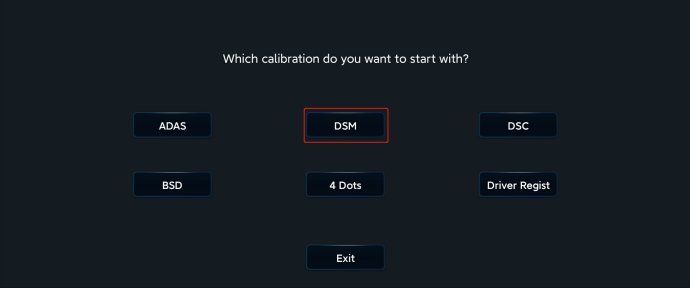 Which calibration do you want to start with?
ADAS DSM DSC
BSD 4 Dots Driver Regist
Exit